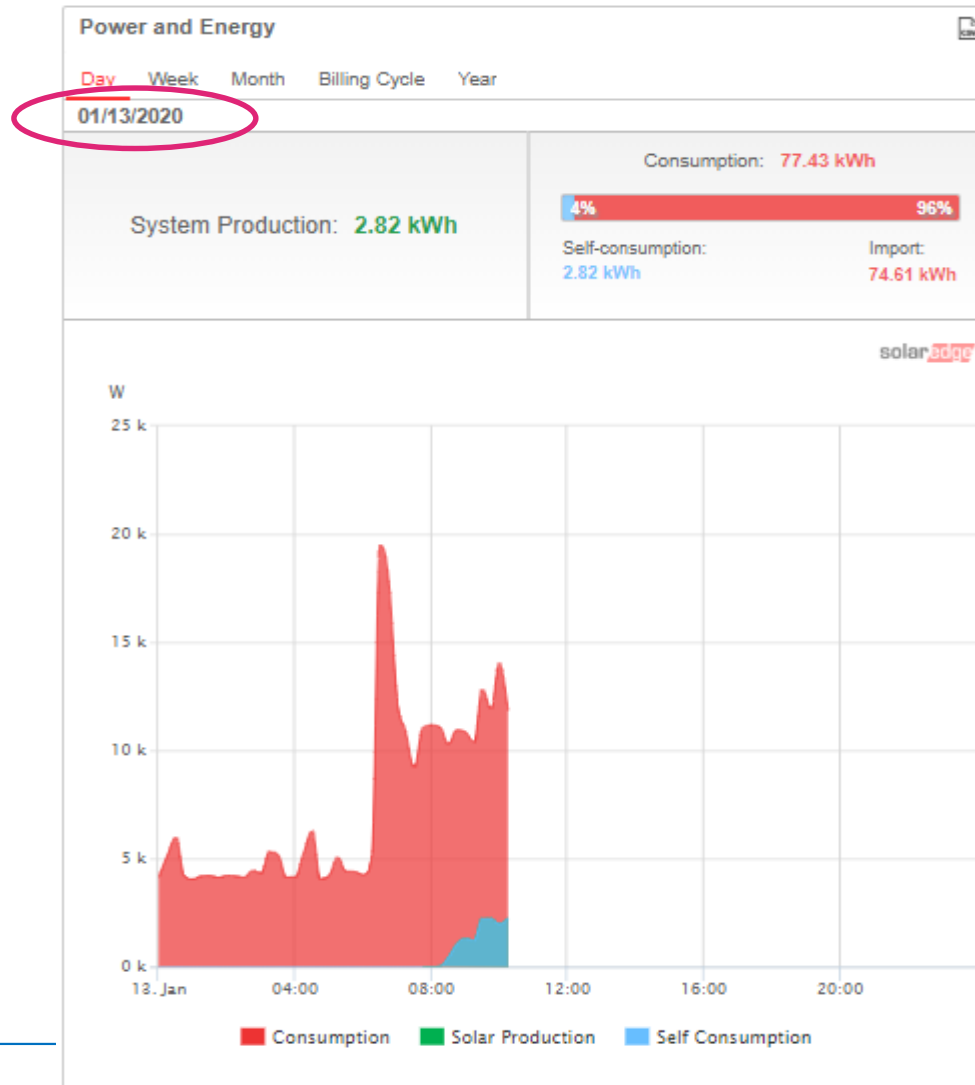 Power and Energy
Day Week Month Billing Cycle Year
01/13/2020
System Production: 2.82 kWh
Consumption: 77.43 kWh
4% 96%
Self-consumption: Import:
2.82 kWh 74.61 kWh
solaredge
W
25 k
20 k
15 k
10 k
5 k
0 k
13. Jan 04:00 08:00 12:00 16:00 20:00
Consumption Solar Production Self Consumption